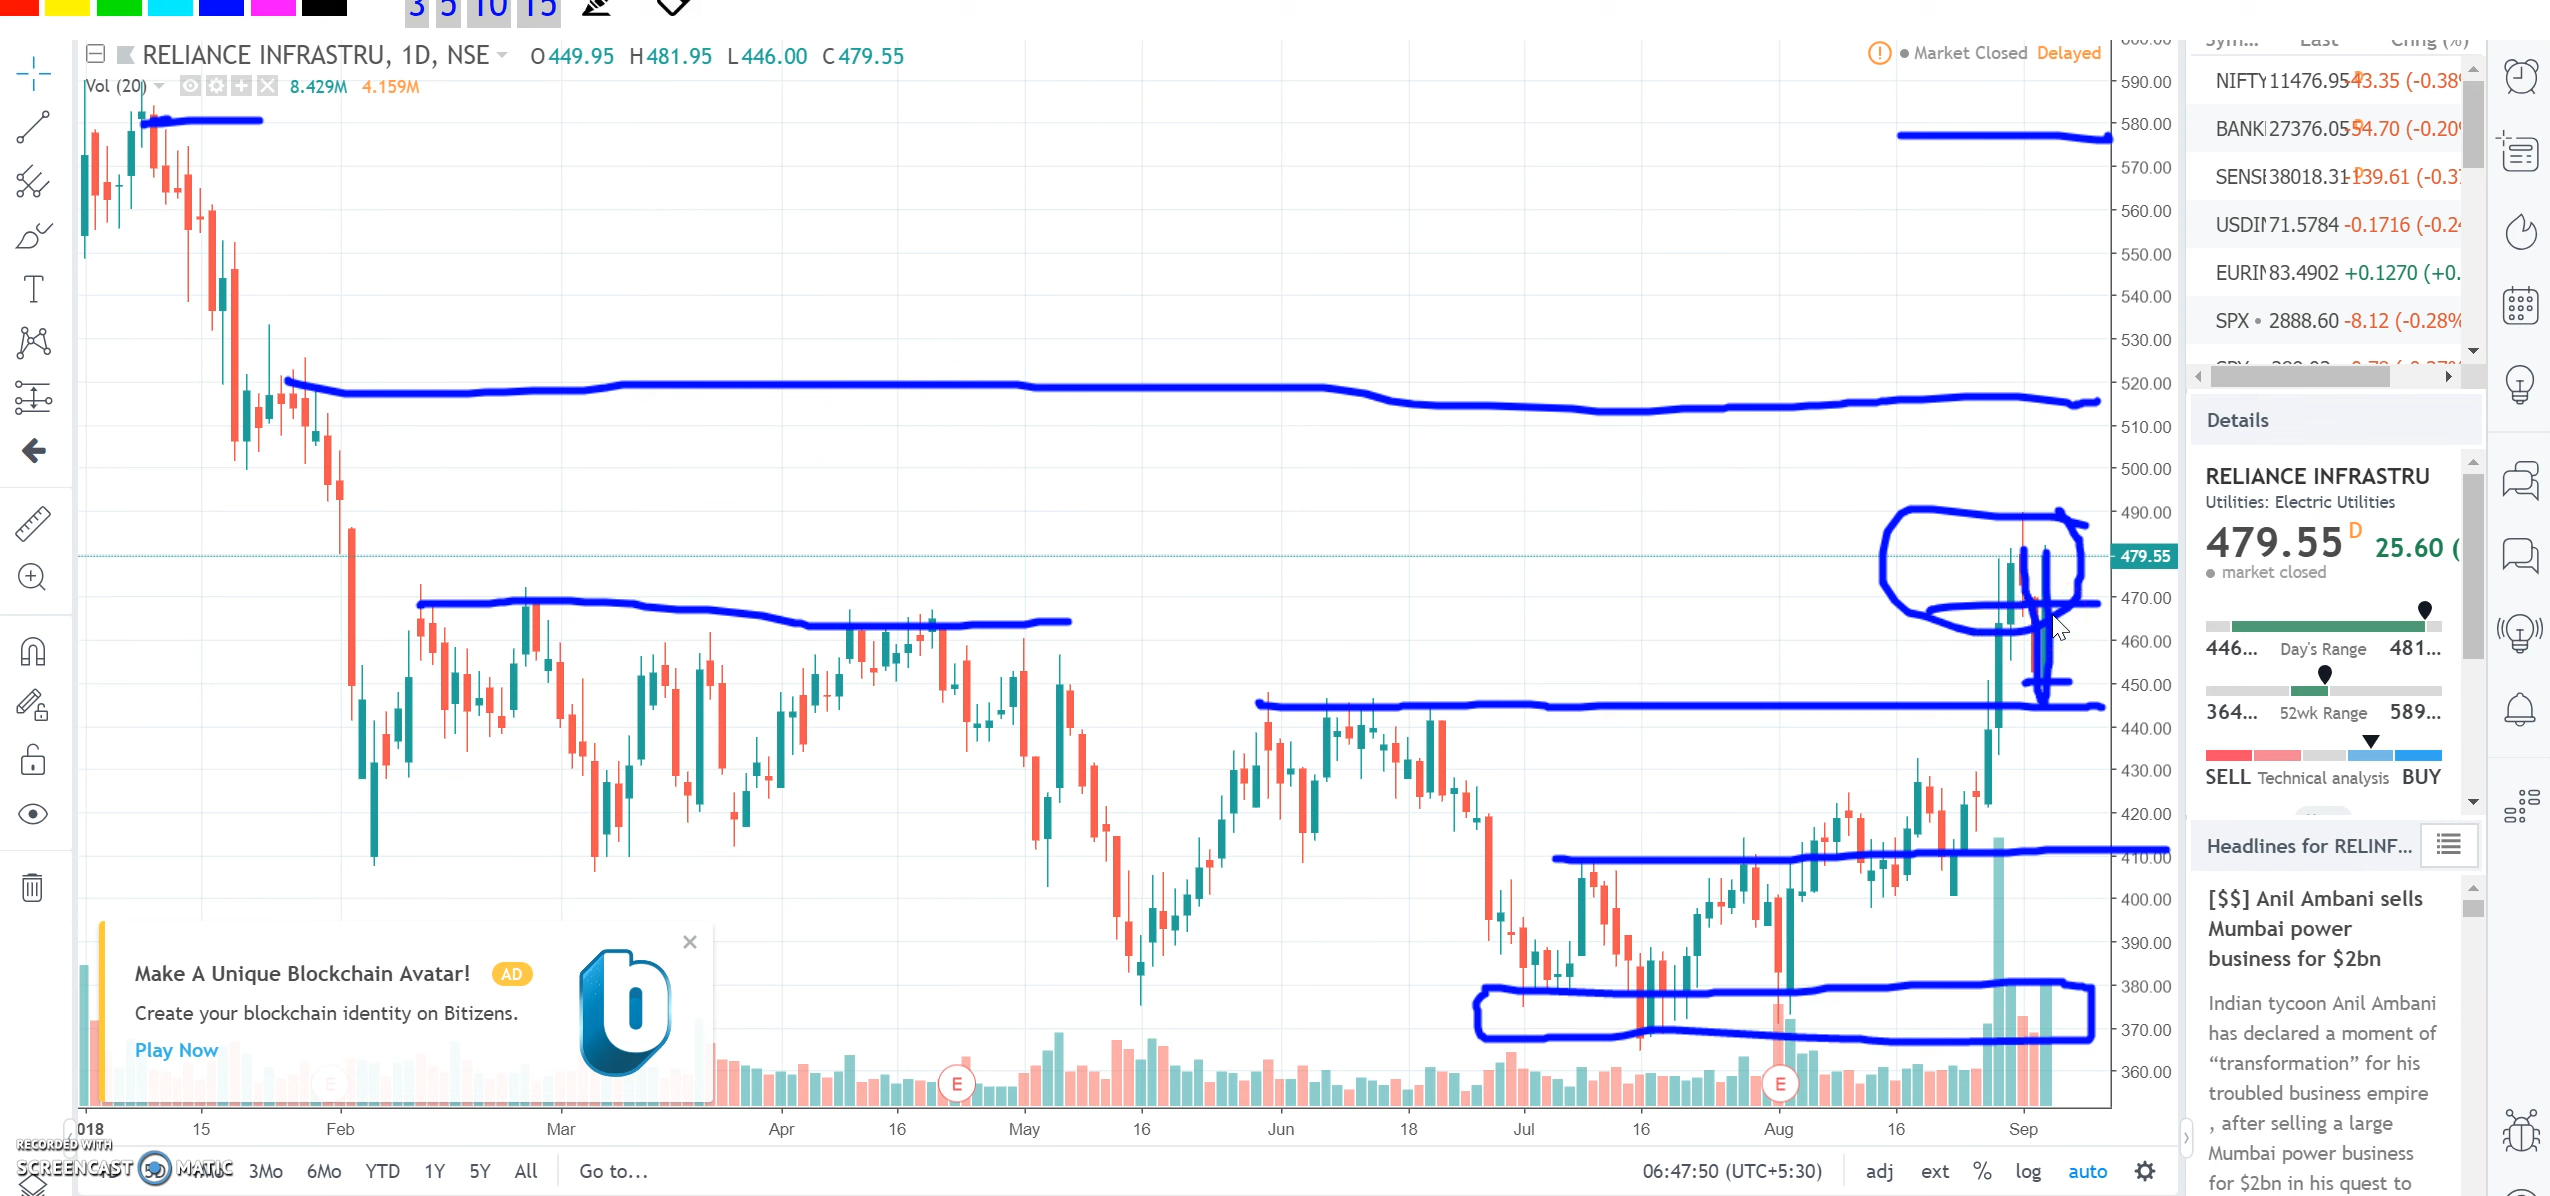 3 5 10 15
RELIANCE INFRASTRU, 1D, NSE O449.95 H481.95 L446.00 C479.55
Vol (20) 8.429M 4.159M
Market Closed Delayed
590.00
580.00
570.00
560.00
550.00
540.00
530.00
520.00
510.00
500.00
490.00
479.55
470.00
460.00
450.00
440.00
430.00
420.00
410.00
400.00
390.00
380.00
370.00
360.00
Make A Unique Blockchain Avatar! AD
Create your blockchain identity on Bitizens.
Play Now
E E
018 15 Feb Mar Apr 16 May 16 Jun 18 Jul 16 Aug 16 Sep
RECORDED WITH
SCREENCAST MATIC
3Mo 6Mo YTD 1Y 5Y All Go to...
06:47:50 (UTC+5:30) adj ext % log auto
Sym... Last Chng (%)
NIFTY 11476.95 -43.35 (-0.38
BANK 27376.05 -54.70 (-0.20
SENSE 38018.31 -139.61 (-0.3
USDIN 71.5784 -0.1716 (-0.2
EURIN 83.4902 +0.1270 (+0.
SPX 2888.60 -8.12 (-0.28%
Details
RELIANCE INFRASTRU
Utilities: Electric Utilities
479.55 D 25.60 (
market closed
446... Day's Range 481...
364... 52wk Range 589...
SELL Technical analysis BUY
Headlines for RELINF...
[$$] Anil Ambani sells
Mumbai power
business for $2bn
Indian tycoon Anil Ambani
has declared a moment of
“transformation” for his
troubled business empire
, after selling a large
Mumbai power business
for $2bn in his quest to